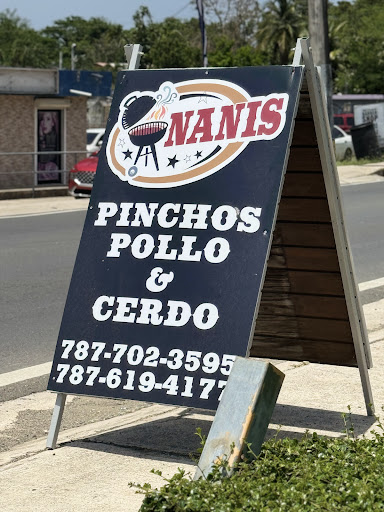 NANIS
PINCHOS
POLLO
&
CERDO
787-702-3595
787-619-4177